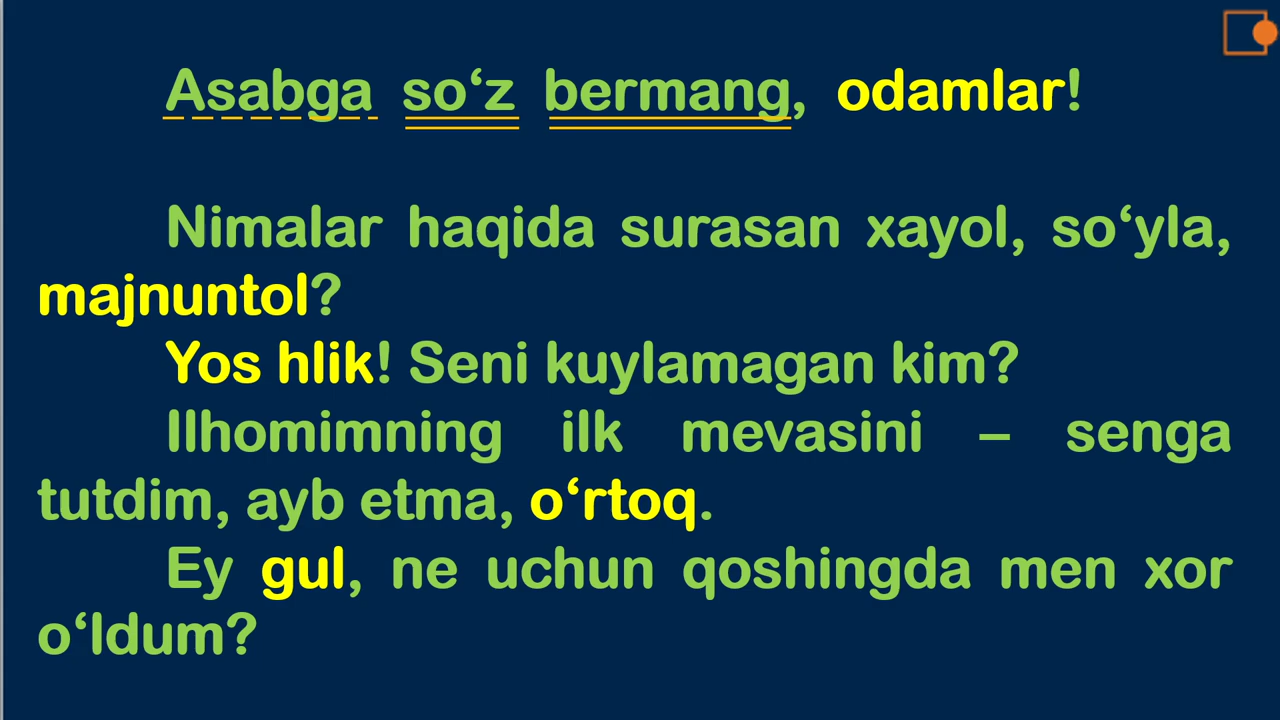 Asabga so‘z bermang, odamlar!
Nimalar haqida surasan xayol, so‘yla,
majnuntol?
Yos hlik! Seni kuylamagan kim?
Ilhomimning ilk mevasini – senga
tutdim, ayb etma, o‘rtoq.
Ey gul, ne uchun qoshingda men xor
o‘ldum?